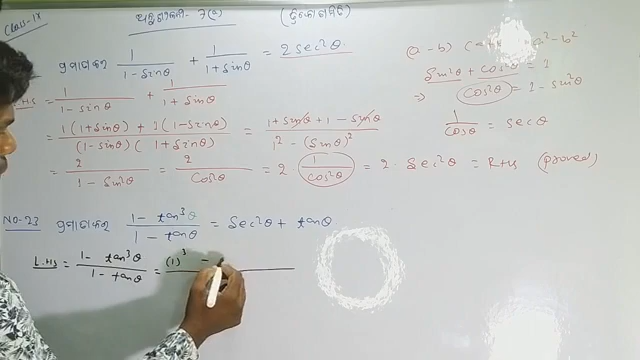 Class-IX
ଅନୁଶୀଳନୀ - 7(a) (ତ୍ରିକୋଣମିତି)
ପ୍ରମାଣକର 1/(1 - Sinθ) + 1/(1 + Sinθ) = 2 Sec²θ
= 1/(1 - Sinθ) + 1/(1 + Sinθ)
= (1(1+Sinθ) + 1(1-Sinθ))/((1-Sinθ)(1+Sinθ)) = (1 + Sinθ + 1 - Sinθ)/(1² - (Sinθ)²)
= 2/(1 - Sin²θ) = 2/Cos²θ = 2 (1/Cos²θ) = 2 · Sec²θ = RHS (proved)
(a-b) a² - b²
Sin²θ + Cos²θ = 1
⇒ Cos²θ = 1 - Sin²θ
1/Cosθ = Secθ
NO-23 ପ୍ରମାଣକର (1 - tan³θ)/(1 - tanθ) = Sec²θ + tanθ.
L.HS = (1 - tan³θ)/(1 - tanθ) = (1)³ -